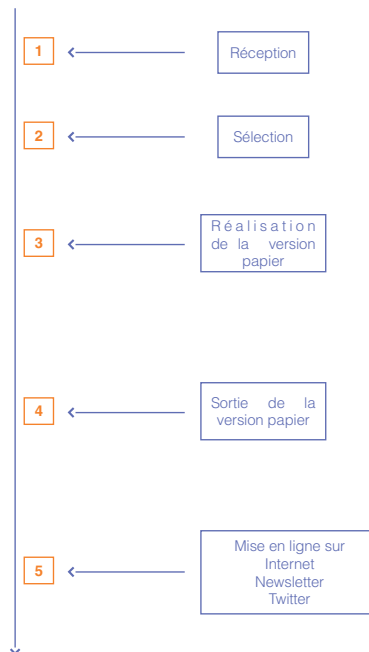 1
Réception
2
Sélection
3
Réalisation
de la version
papier
4
Sortie de la
version papier
5
Mise en ligne sur
Internet
Newsletter
Twitter